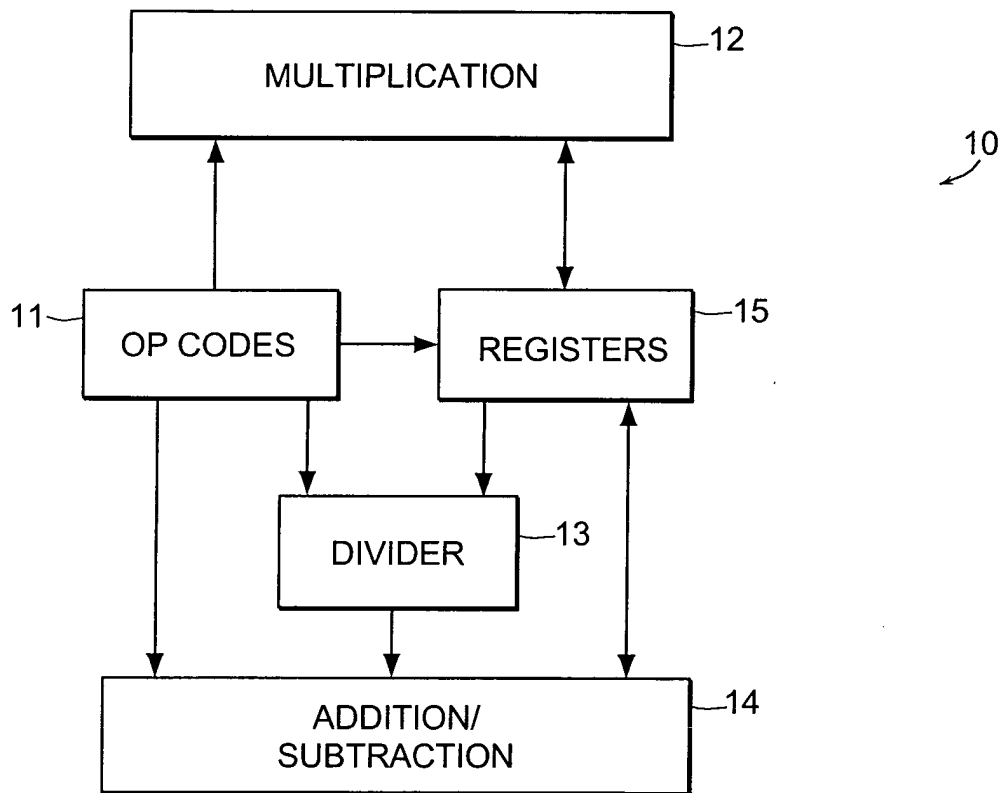 MULTIPLICATION
12
10
11
OP CODES
REGISTERS
15
DIVIDER
13
ADDITION/
SUBTRACTION
14